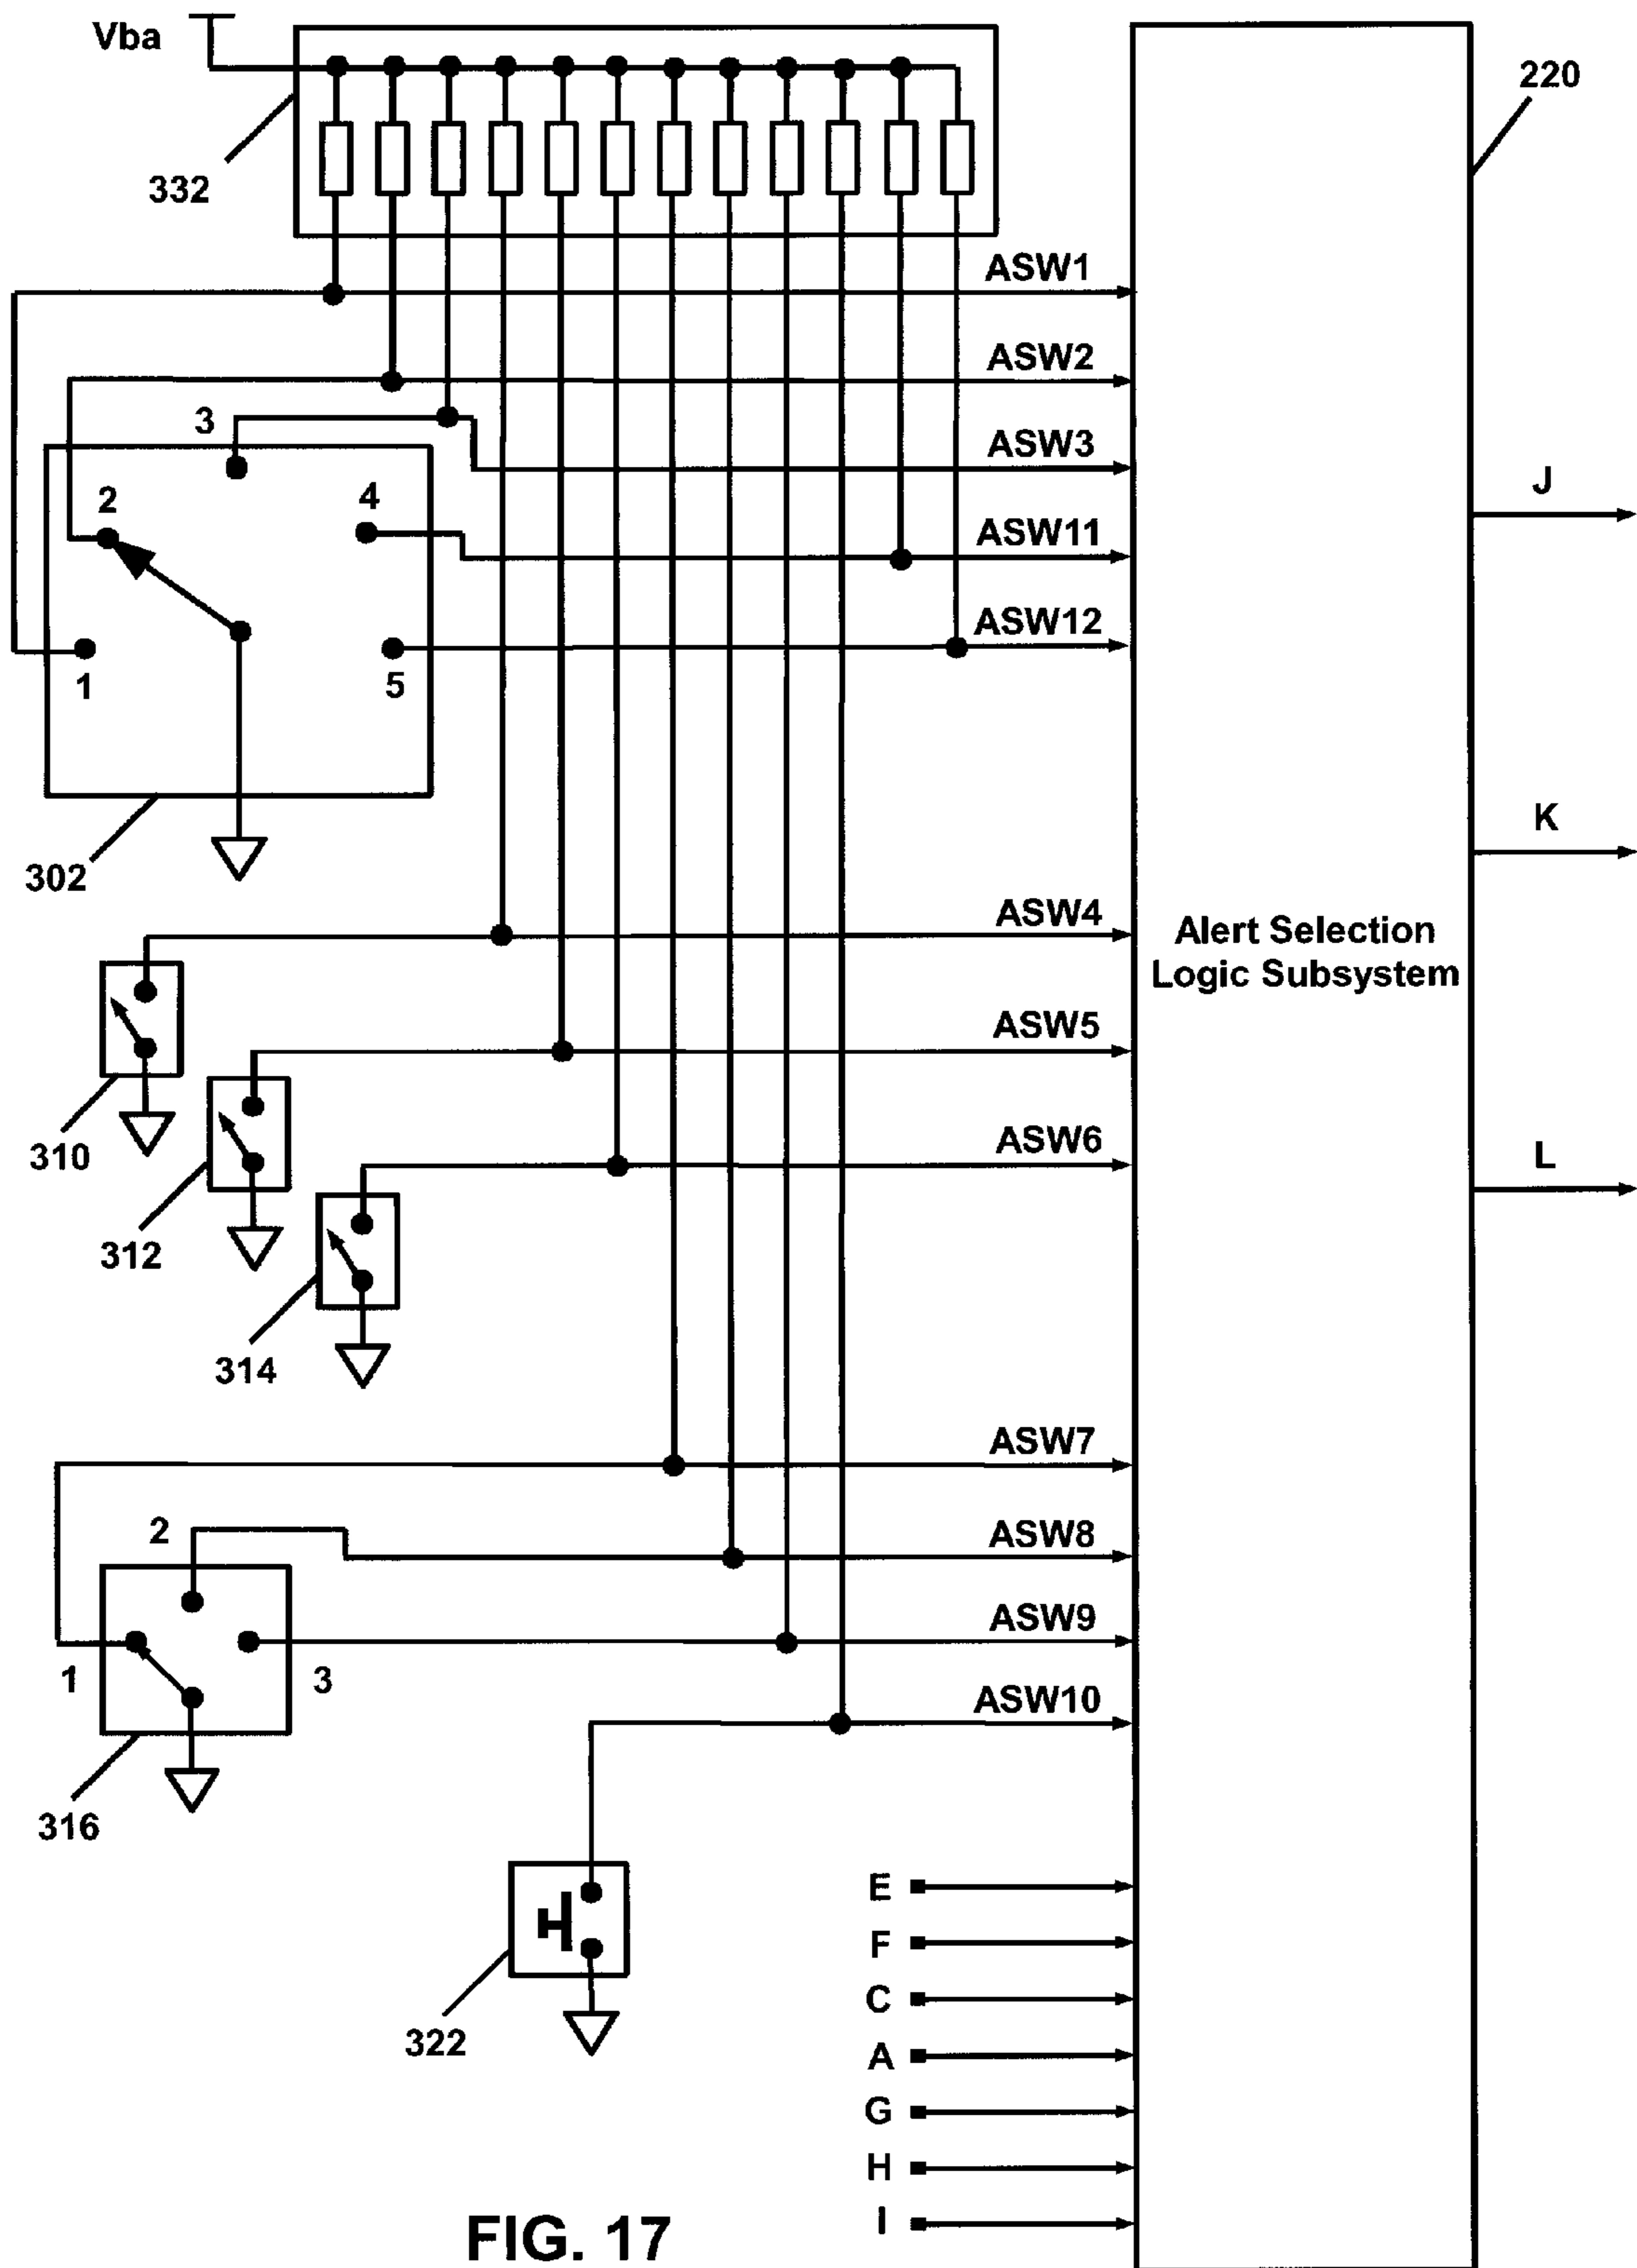 Vba
220
332
ASW1
ASW2
3
ASW3
2
4
ASW11
J
ASW12
1
5
K
302
ASW4
Alert Selection
Logic Subsystem
ASW5
310
ASW6
L
312
314
ASW7
2
ASW8
ASW9
1
3
ASW10
316
E
F
C
322
A
G
H
I
FIG. 17